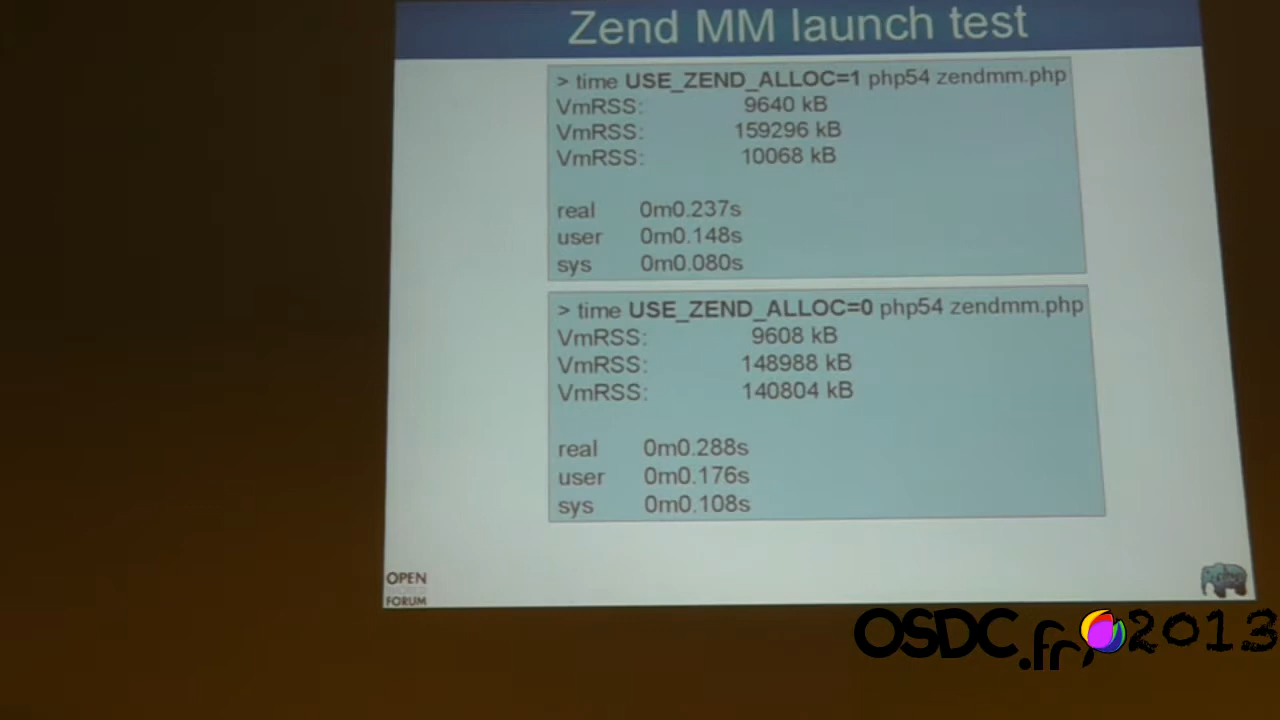 Zend MM launch test
> time USE_ZEND_ALLOC=1 php54 zendmm.php
VmRSS: 9640 kB
VmRSS: 159296 kB
VmRSS: 10068 kB
real 0m0.237s
user 0m0.148s
sys 0m0.080s
> time USE_ZEND_ALLOC=0 php54 zendmm.php
VmRSS: 9608 kB
VmRSS: 148988 kB
VmRSS: 140804 kB
real 0m0.288s
user 0m0.176s
sys 0m0.108s
OPEN
FORUM
OSDC.fr 2013